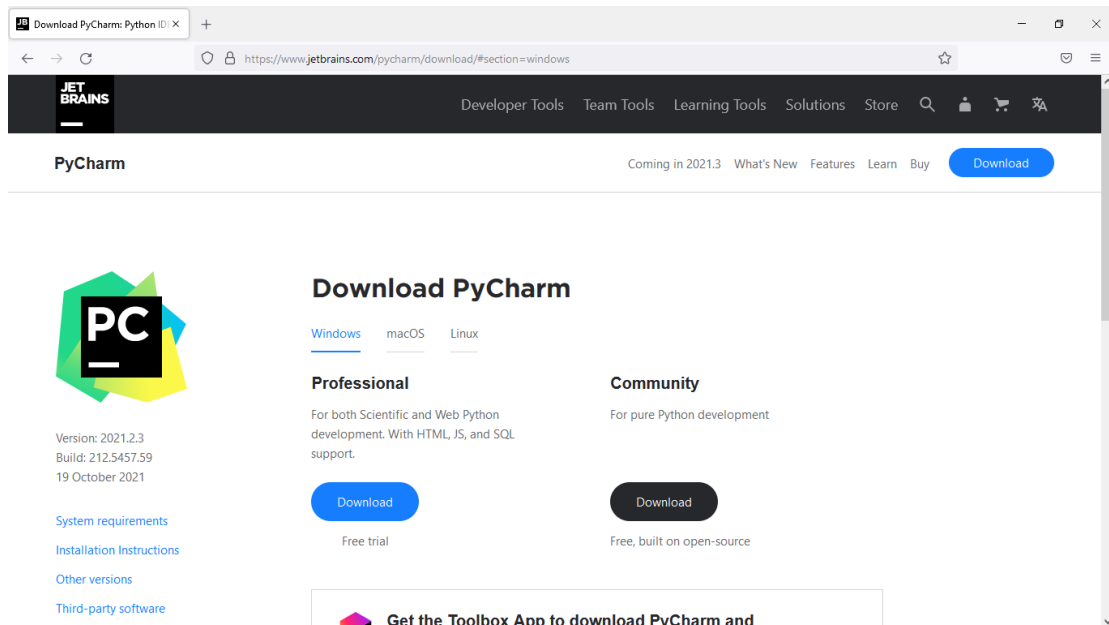 Download PyCharm: Python ID
https://www.jetbrains.com/pycharm/download/#section=windows
JET
BRAINS
Developer Tools Team Tools Learning Tools Solutions Store
PyCharm
Coming in 2021.3 What's New Features Learn Buy Download
PC
Download PyCharm
Windows macOS Linux
Professional
For both Scientific and Web Python
development. With HTML, JS, and SQL
support.
Download
Free trial
Community
For pure Python development
Download
Free, built on open-source
Version: 2021.2.3
Build: 212.5457.59
19 October 2021
System requirements
Installation Instructions
Other versions
Third-party software
Get the Toolbox App to download PyCharm and